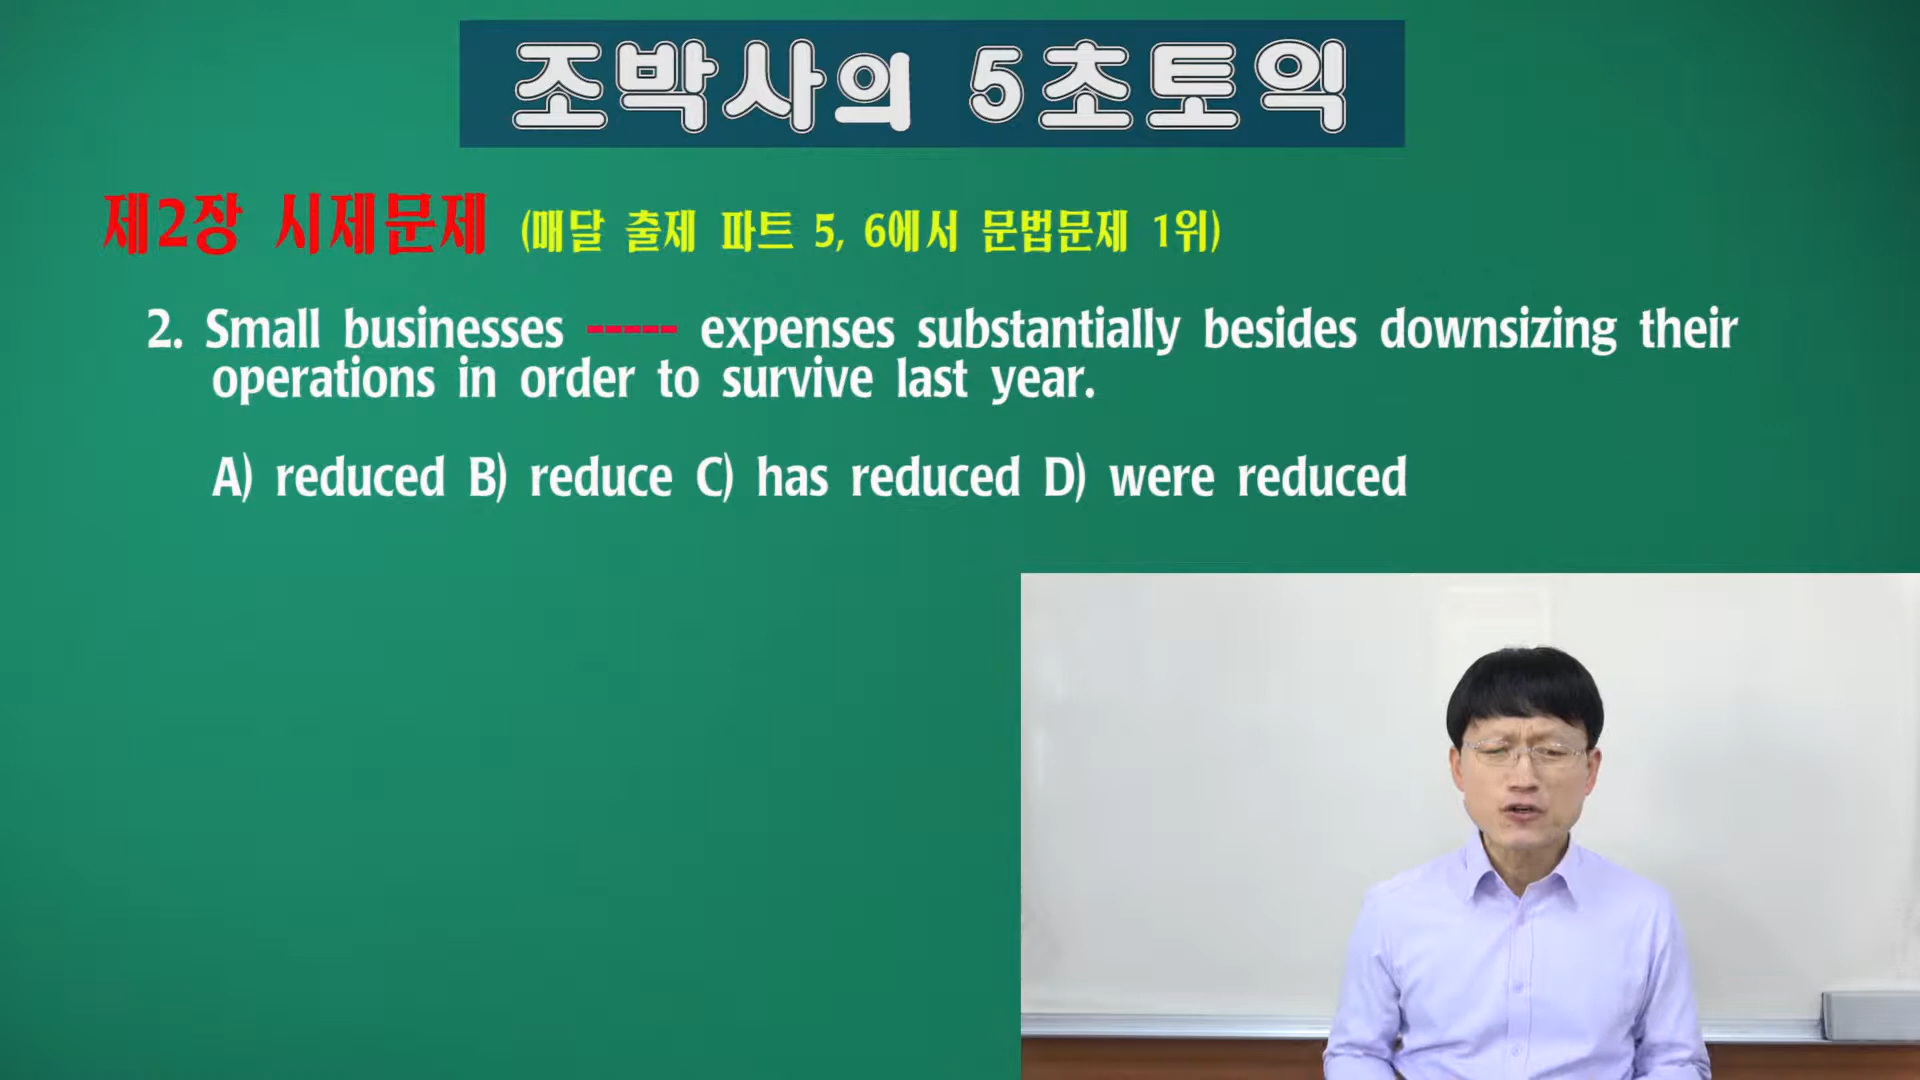 조박사의 5초토익
제2장 시제문제 (매달 출제 파트 5, 6에서 문법문제 1위)
2. Small businesses ----- expenses substantially besides downsizing their
operations in order to survive last year.
A) reduced B) reduce C) has reduced D) were reduced